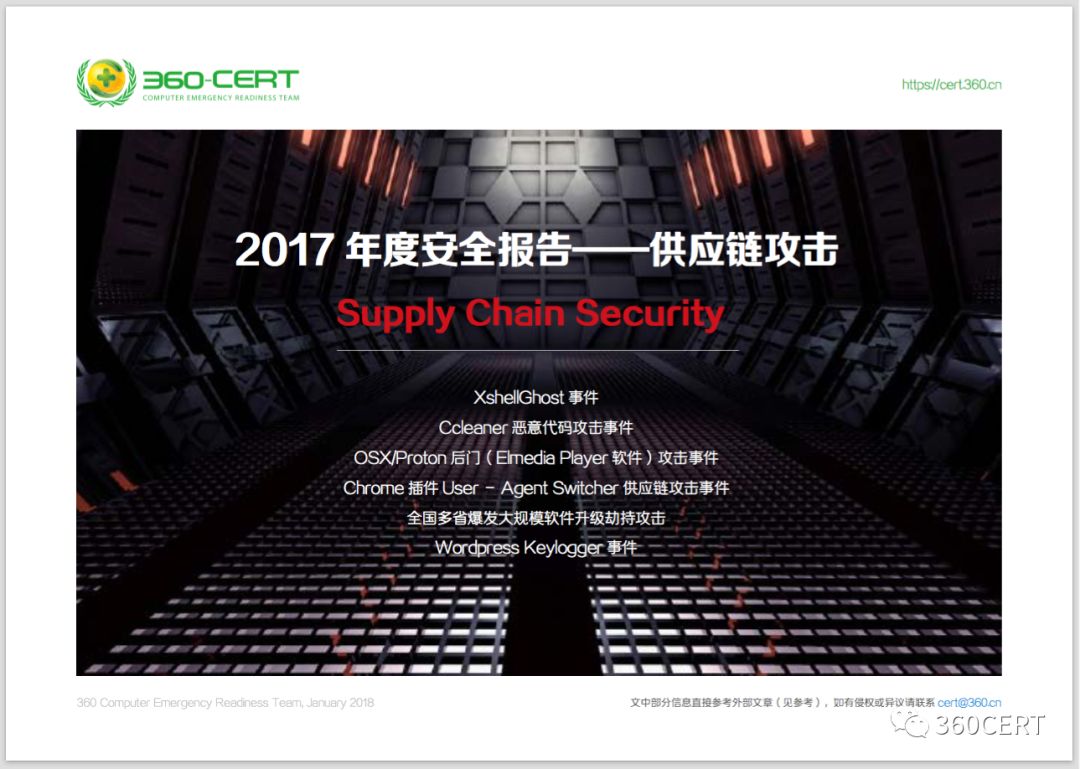 360-CERT
COMPUTER EMERGENCY READINESS TEAM
https://cert.360.cn
2017 年度安全报告——供应链攻击
Supply Chain Security
XshellGhost 事件
Ccleaner 恶意代码攻击事件
OSX/Proton 后门（Elmedia Player 软件）攻击事件
Chrome 插件 User – Agent Switcher 供应链攻击事件
全国多省爆发大规模软件升级劫持攻击
Wordpress Keylogger 事件
360 Computer Emergency Readiness Team, January 2018
文中部分信息直接参考外部文章（见参考），如有侵权或异议请联系 cert@360.cn
360CERT